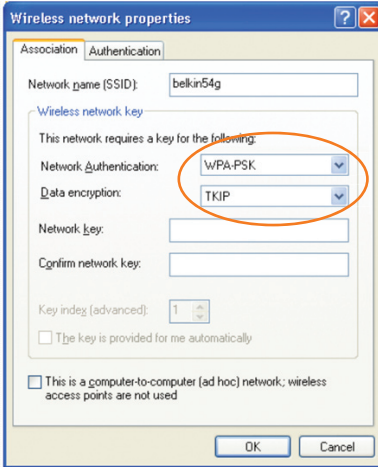 Wireless network properties
Association
Authentication
Network name (SSID):
belkin54g
Wireless network key
This network requires a key for the following:
Network Authentication:
WPA-PSK
Data encryption:
TKIP
Network key:
Confirm network key:
Key index (advanced):
1
The key is provided for me automatically
This is a computer-to-computer (ad hoc) network; wireless
access points are not used
OK
Cancel